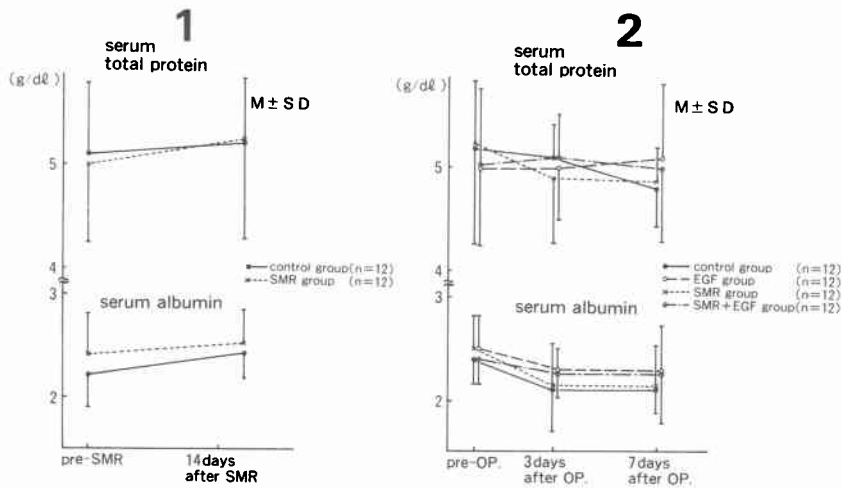 1
serum
total protein
(g/dℓ)
M±SD
5
4
control group(n=12)
SMR group (n=12)
3
serum albumin
2
pre-SMR
14days
after SMR
2
serum
total protein
(g/dℓ)
M±SD
5
4
control group (n=12)
EGF group (n=12)
SMR group (n=12)
SMR+EGF group(n=12)
3
serum albumin
2
pre-OP.
3days
after OP.
7days
after OP.